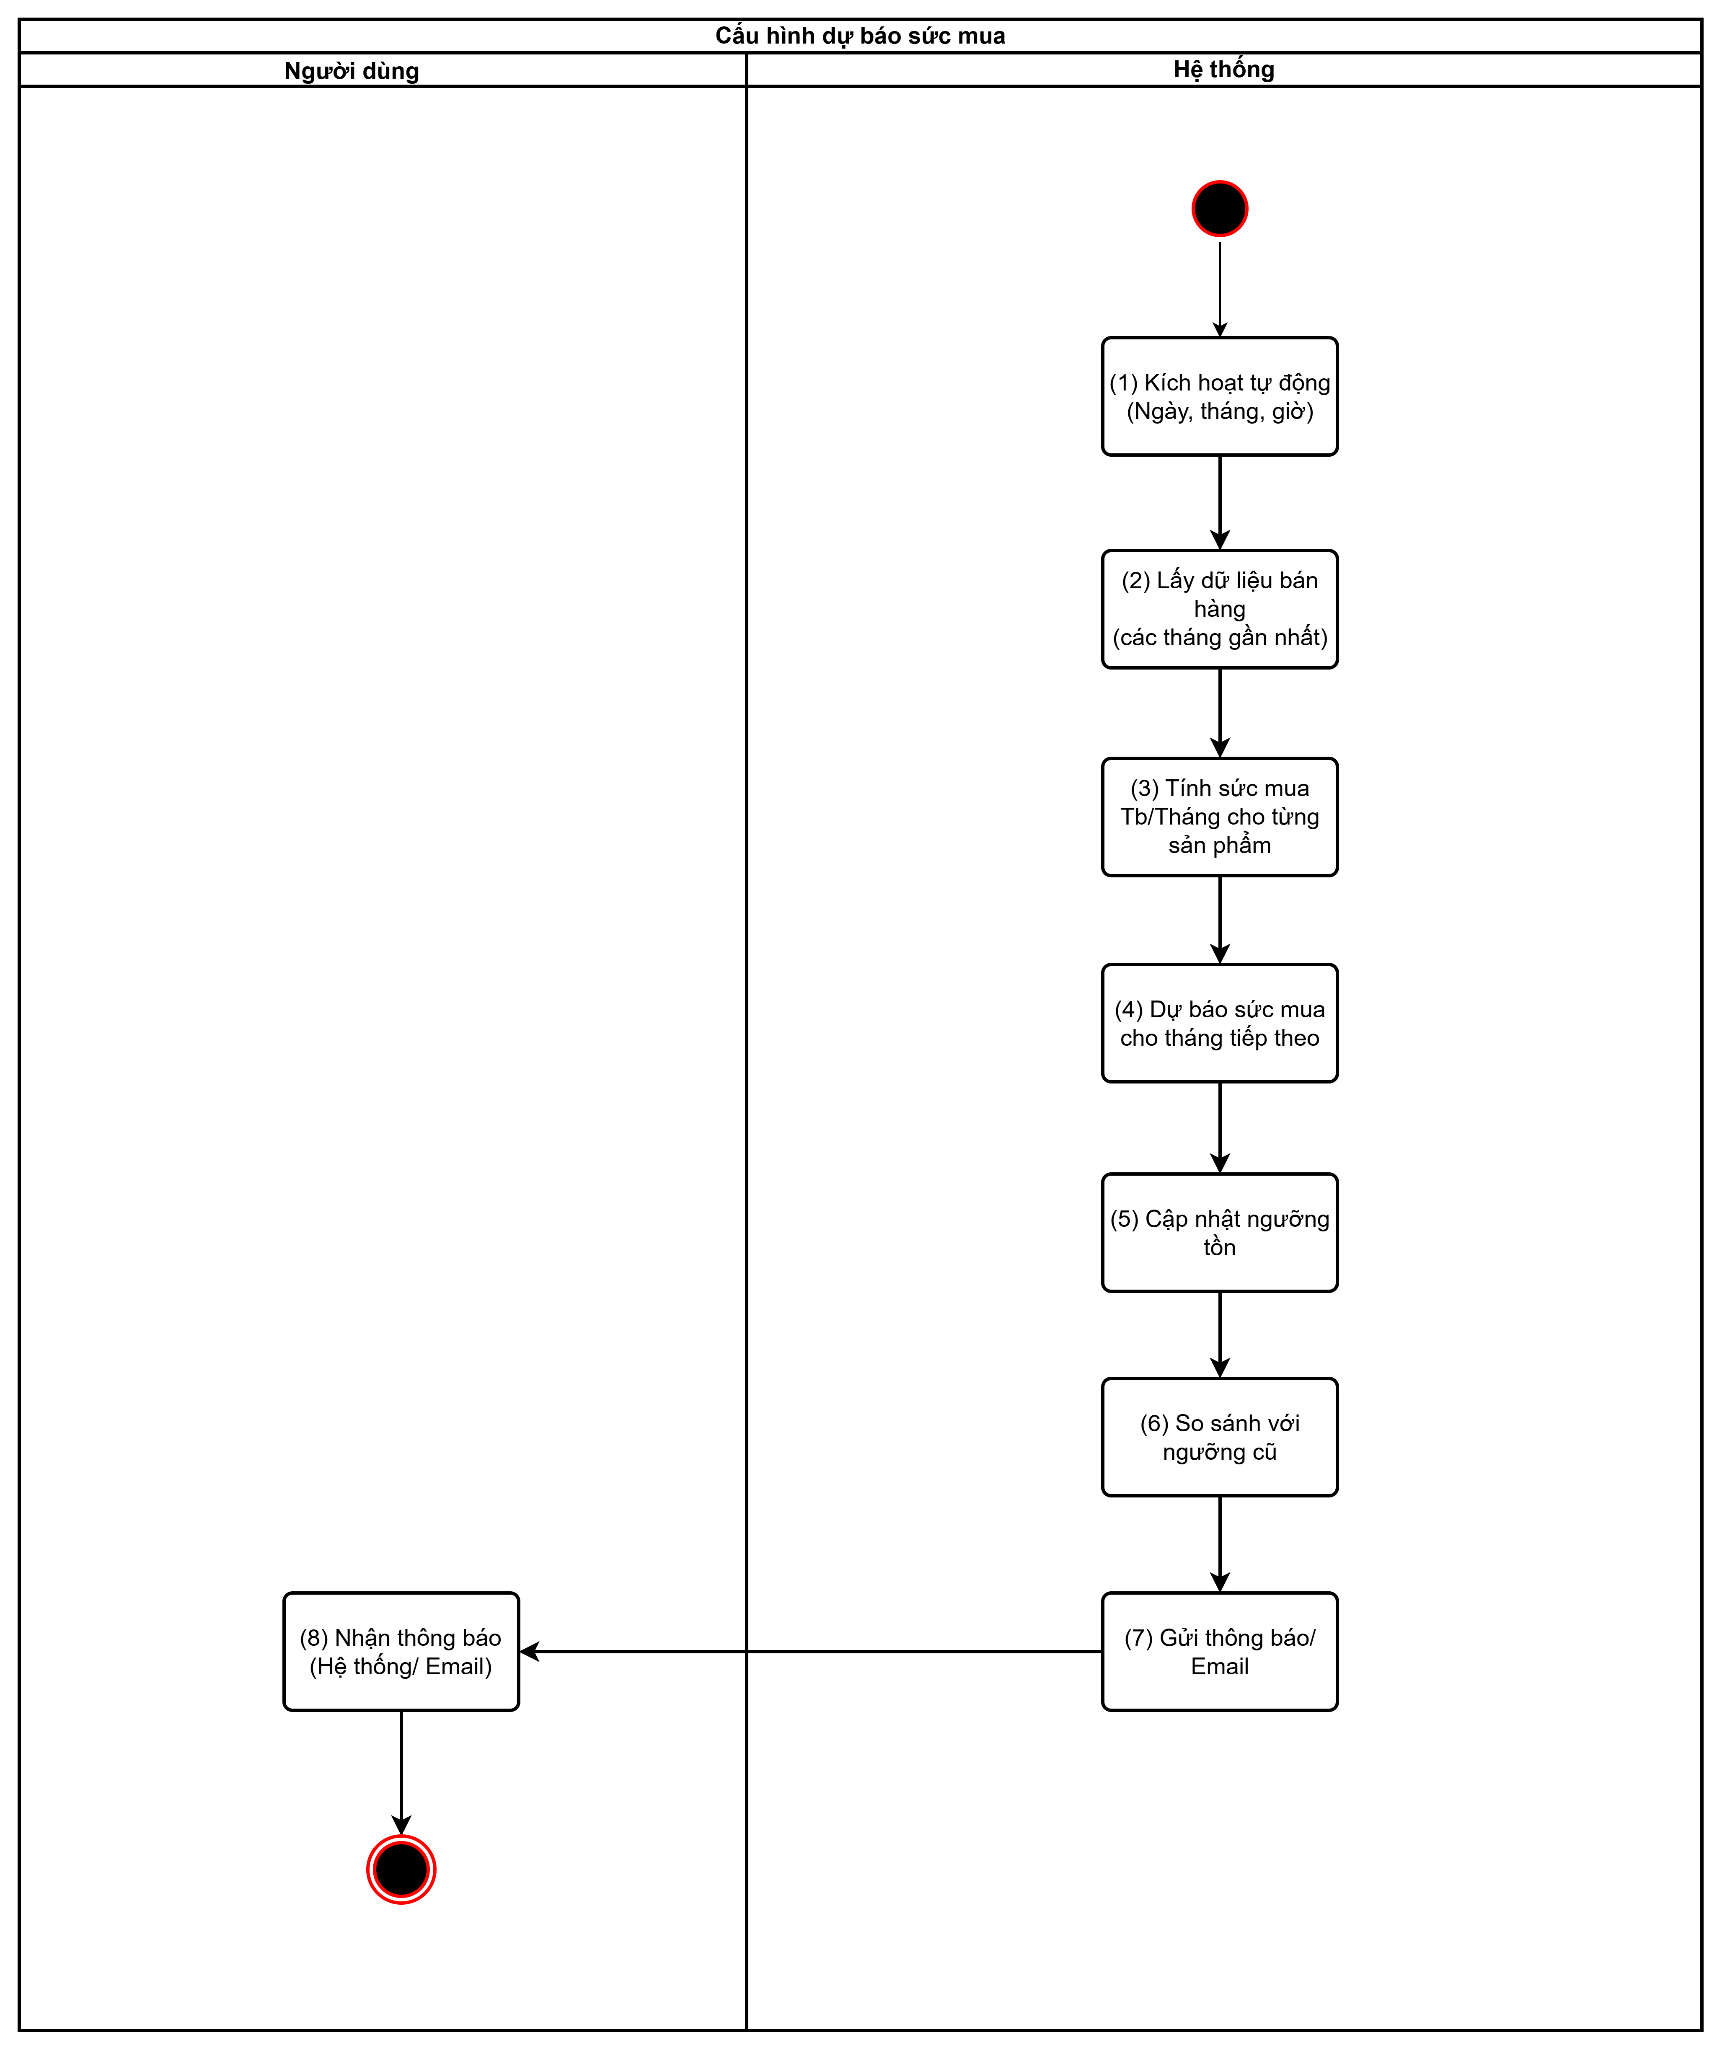 Cấu hình dự báo sức mua
Người dùng
Hệ thống
(1) Kích hoạt tự động
(Ngày, tháng, giờ)
(2) Lấy dữ liệu bán
hàng
(các tháng gần nhất)
(3) Tính sức mua
Tb/Tháng cho từng
sản phẩm
(4) Dự báo sức mua
cho tháng tiếp theo
(5) Cập nhật ngưỡng
tồn
(6) So sánh với
ngưỡng cũ
(7) Gửi thông báo/
Email
(8) Nhận thông báo
(Hệ thống/ Email)